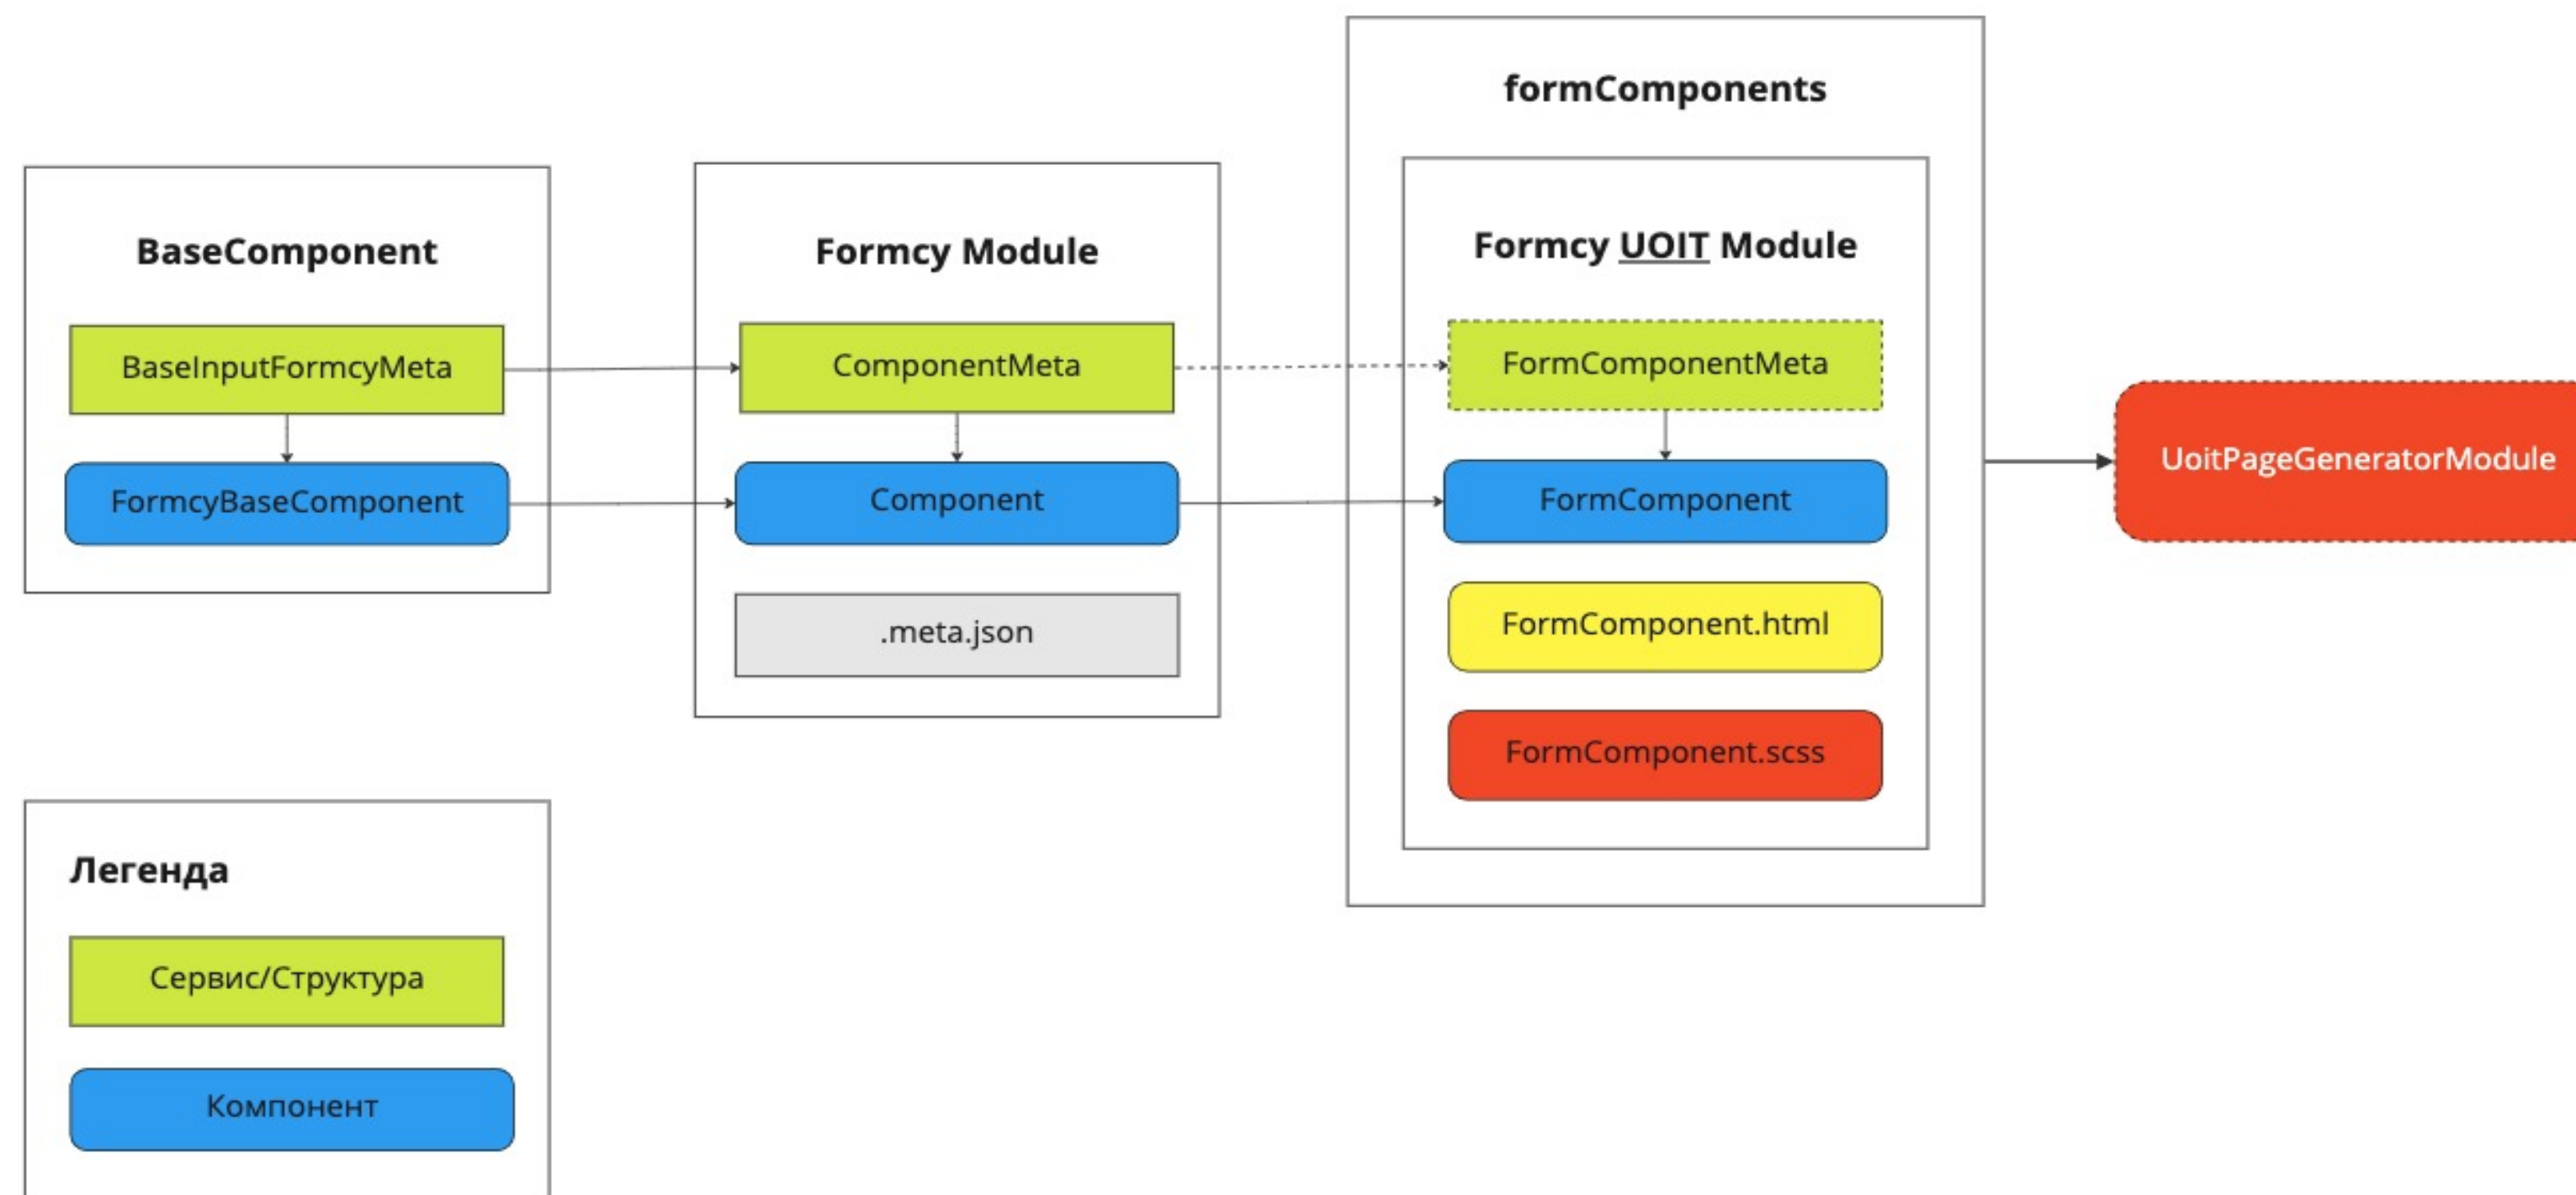 BaseComponent
BaseInputFormcyMeta
FormcyBaseComponent
Formcy Module
ComponentMeta
Component
.meta.json
formComponents
Formcy UOIT Module
FormComponentMeta
FormComponent
FormComponent.html
FormComponent.scss
UoitPageGeneratorModule
Легенда
Сервис/Структура
Компонент